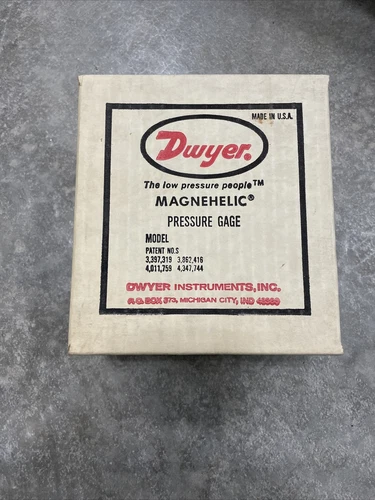 MADE IN U.S.A.
Dwyer®
The low pressure people™
MAGNEHELIC®
PRESSURE GAGE
MODEL
PATENT NO.S
3,397,319 3,862,416
4,011,759 4,347,744
DWYER INSTRUMENTS, INC.
P.O. BOX 373, MICHIGAN CITY, IND 46360